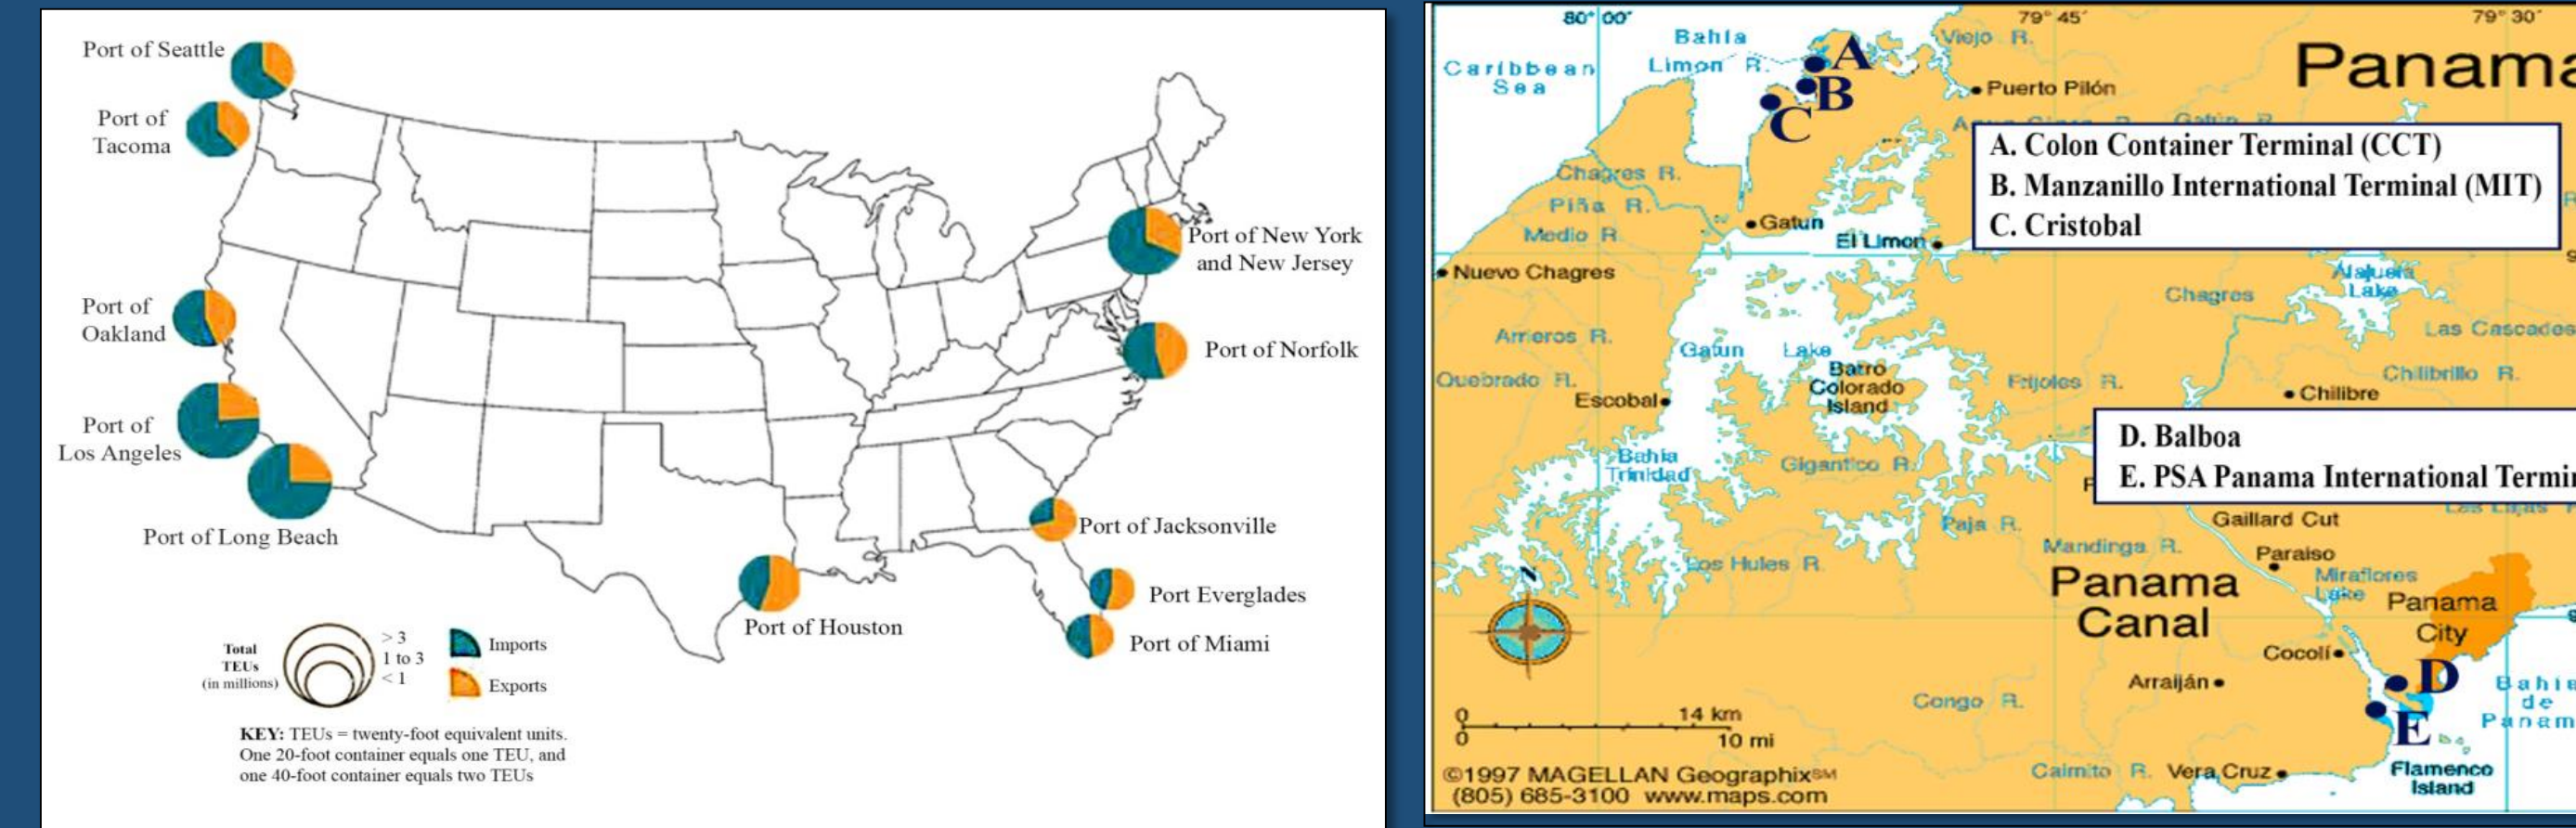 Port of Seattle
Port of
Tacoma
Port of
Oakland
Port of
Los Angeles
Port of Long Beach
Port of New York
and New Jersey
Port of Norfolk
Port of Jacksonville
Port Everglades
Port of Miami
Port of Houston
Total
TEUs
(in millions)
> 3
1 to 3
< 1
Imports
Exports
KEY: TEUs = twenty-foot equivalent units.
One 20-foot container equals one TEU, and
one 40-foot container equals two TEUs
80° 00′
79° 45′
79° 30′
Caribbean
Sea
Bahía
Limon R.
Viejo R.
Panama
A
B
C
Puerto Pilón
Gatún R.
A. Colon Container Terminal (CCT)
B. Manzanillo International Terminal (MIT)
C. Cristobal
Chagres R.
Piña R.
Medio R.
Gatun
El Limon
Nuevo Chagres
Alajuela
Lake
Chagres
Arrieros R.
Las Cascades
Gatun Lake
Barro
Colorado
Island
Quebrado R.
Frijoles R.
Chilibrillo R.
Escobal
Chilibre
D. Balboa
E. PSA Panama International Termin
Bahía
Trinidad
Gigantico R.
Paja R.
Gaillard Cut
Los Hules R.
Mandinga R.
Paraiso
Miraflores
Lake
Panama
Canal
Panama
City
Cocolí
N
D
E
Arraiján
Congo R.
Bahía
de
Panam
0 14 km
0 10 mi
©1997 MAGELLAN Geographix℠
(805) 685-3100 www.maps.com
Caimito R.
Vera Cruz
Flamenco
Island